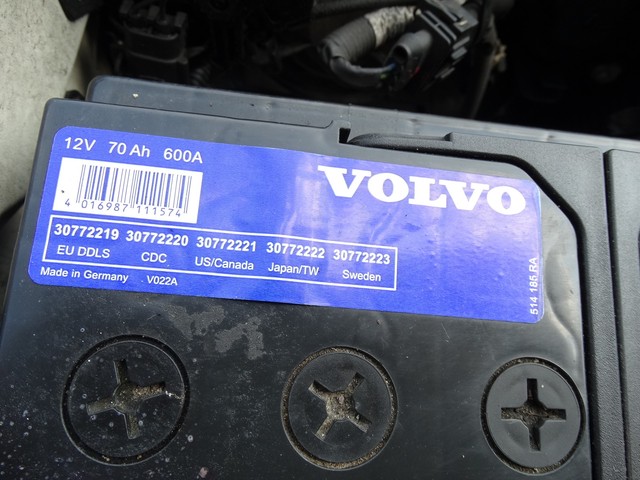 12V 70 Ah 600A
VOLVO
4 016987 111574
30772219 30772220 30772221 30772222 30772223
EU DDLS CDC US/Canada Japan/TW Sweden
Made in Germany V022A
514 185 RA